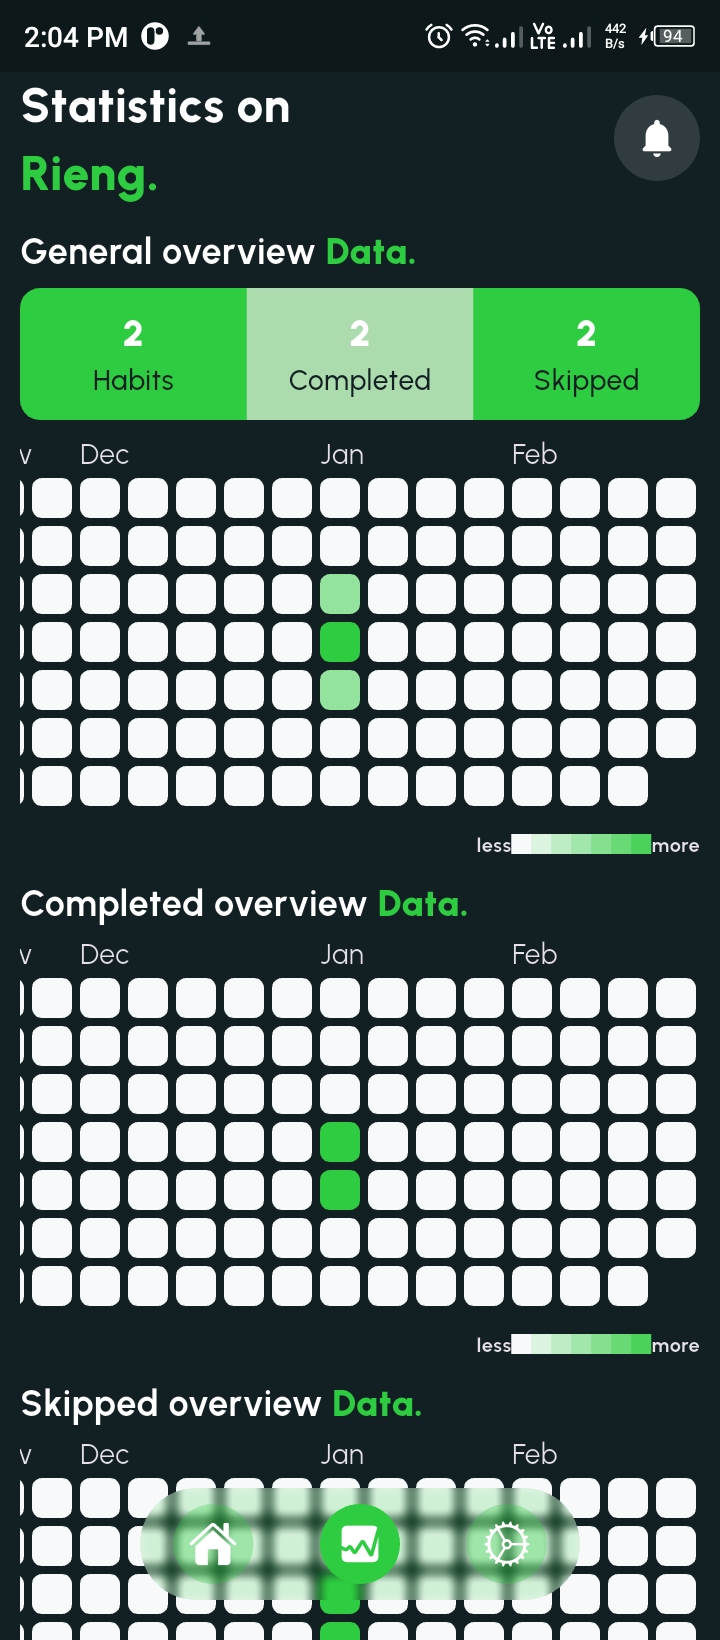 2:04 PM
Vo
LTE
442
B/s
94
Statistics on
Rieng.
General overview Data.
2 2 2
Habits Completed Skipped
v Dec Jan Feb
less more
Completed overview Data.
v Dec Jan Feb
less more
Skipped overview Data.
v Dec Jan Feb